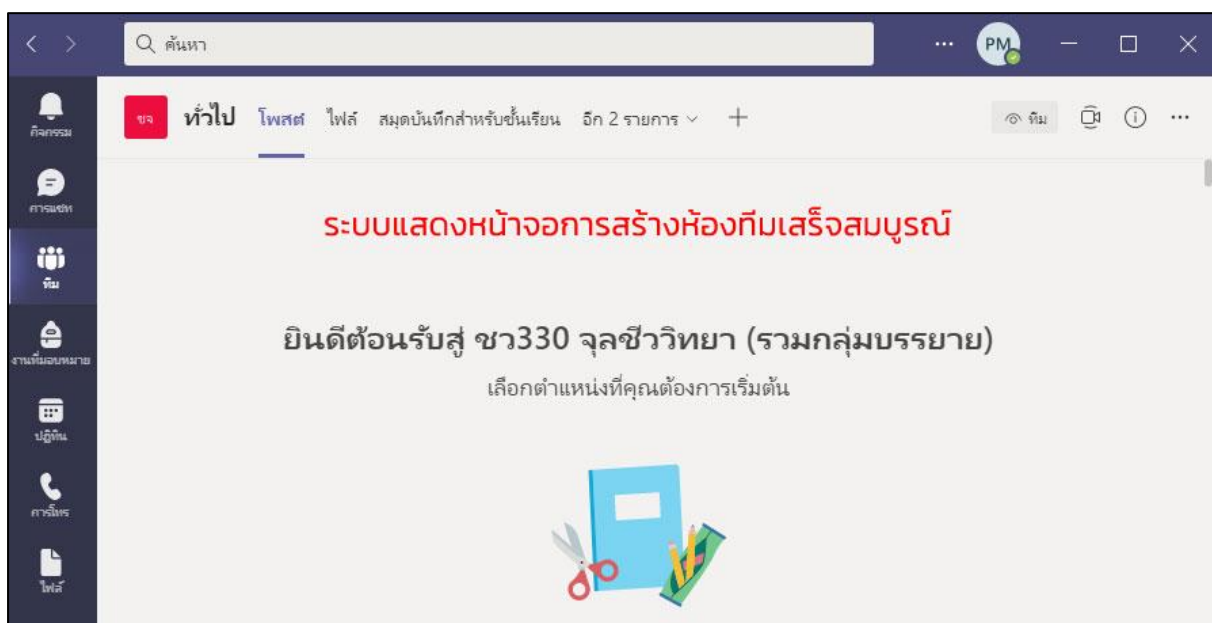 ค้นหา
PM
ขจ ทั่วไป โพสต์ ไฟล์ สมุดบันทึกสำหรับชั้นเรียน อีก 2 รายการ
ทีม
กิจกรรม
การแชท
ทีม
งานที่มอบหมาย
ปฏิทิน
การโทร
ไฟล์
ระบบแสดงหน้าจอการสร้างห้องทีมเสร็จสมบูรณ์
ยินดีต้อนรับสู่ ชว330 จุลชีววิทยา (รวมกลุ่มบรรยาย)
เลือกตำแหน่งที่คุณต้องการเริ่มต้น